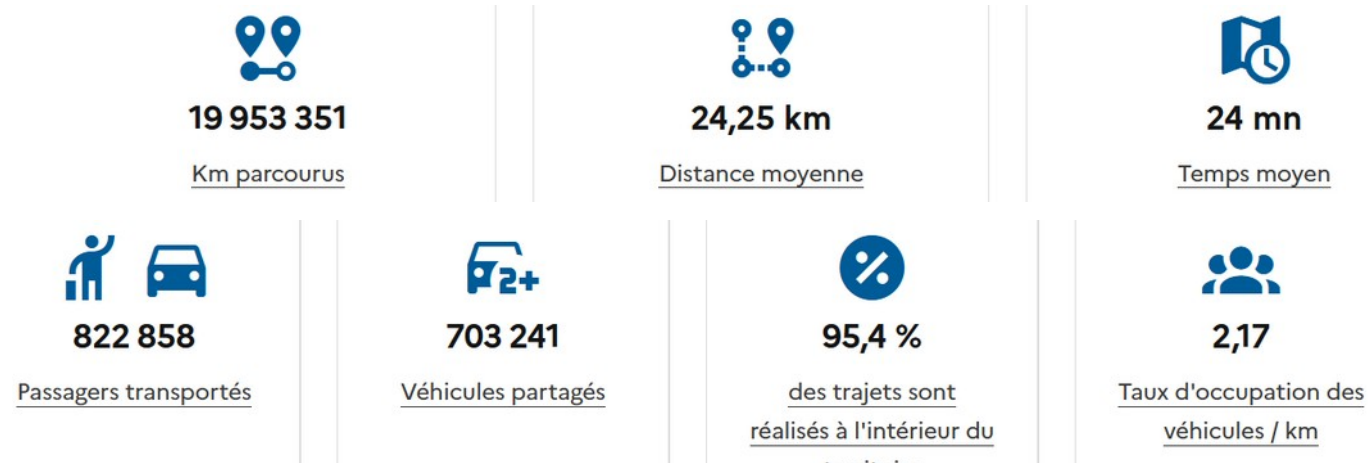 19 953 351
Km parcourus
24,25 km
Distance moyenne
24 mn
Temps moyen
822 858
Passagers transportés
2+
703 241
Véhicules partagés
%
95,4 %
des trajets sont
réalisés à l'intérieur du
2,17
Taux d'occupation des
véhicules / km